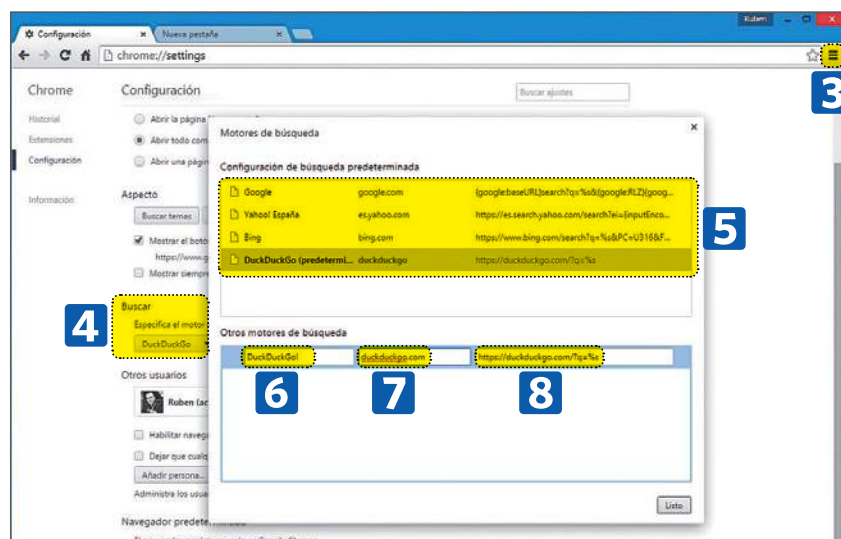 Ruben
Configuración
Nueva pestaña
chrome://settings
3
Chrome
Configuración
Buscar ajustes
Historial
Extensiones
Configuración
Información
Abrir la página
Abrir todo com
Abrir una págin
Aspecto
Buscar temas
Mostrar el boto
https://www.g
Mostrar siempre
4
Buscar
Especifica el motor
DuckDuckGo
Otros usuarios
Ruben (ac
Habilitar navega
Dejar que cualq
Añadir persona...
Administra los usua
Navegador predete
Motores de búsqueda
Configuración de búsqueda predeterminada
Google google.com {google:baseURL}search?q=%s&{google:RLZ}{goog...
Yahoo! España es.yahoo.com https://es.search.yahoo.com/search?ei={inputEnco...
Bing bing.com https://www.bing.com/search?q=%s&PC=U316&F...
DuckDuckGo (predetermi... duckduckgo https://duckduckgo.com/?q=%s
5
Otros motores de búsqueda
DuckDuckGo! duckduckgo.com https://duckduckgo.com/?q=%s
6 7 8
Listo